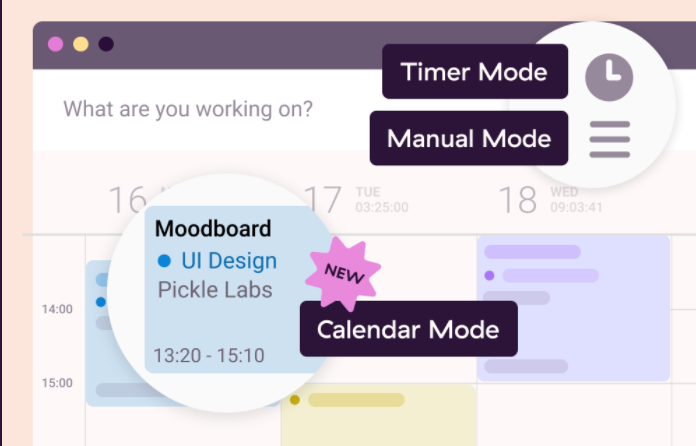 Timer Mode
What are you working on?
Manual Mode
16
17
TUE
03:25:00
18
WED
09:03:41
Moodboard
UI Design
Pickle Labs
NEW
14:00
Calendar Mode
13:20 - 15:10
15:00